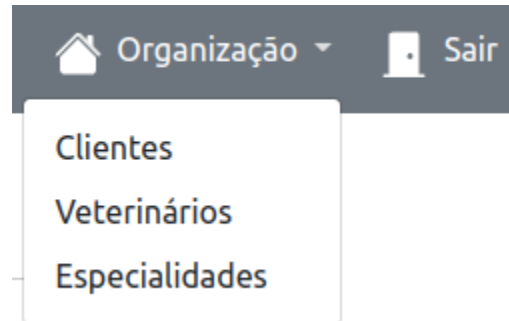 Organização Sair
Clientes
Veterinários
Especialidades